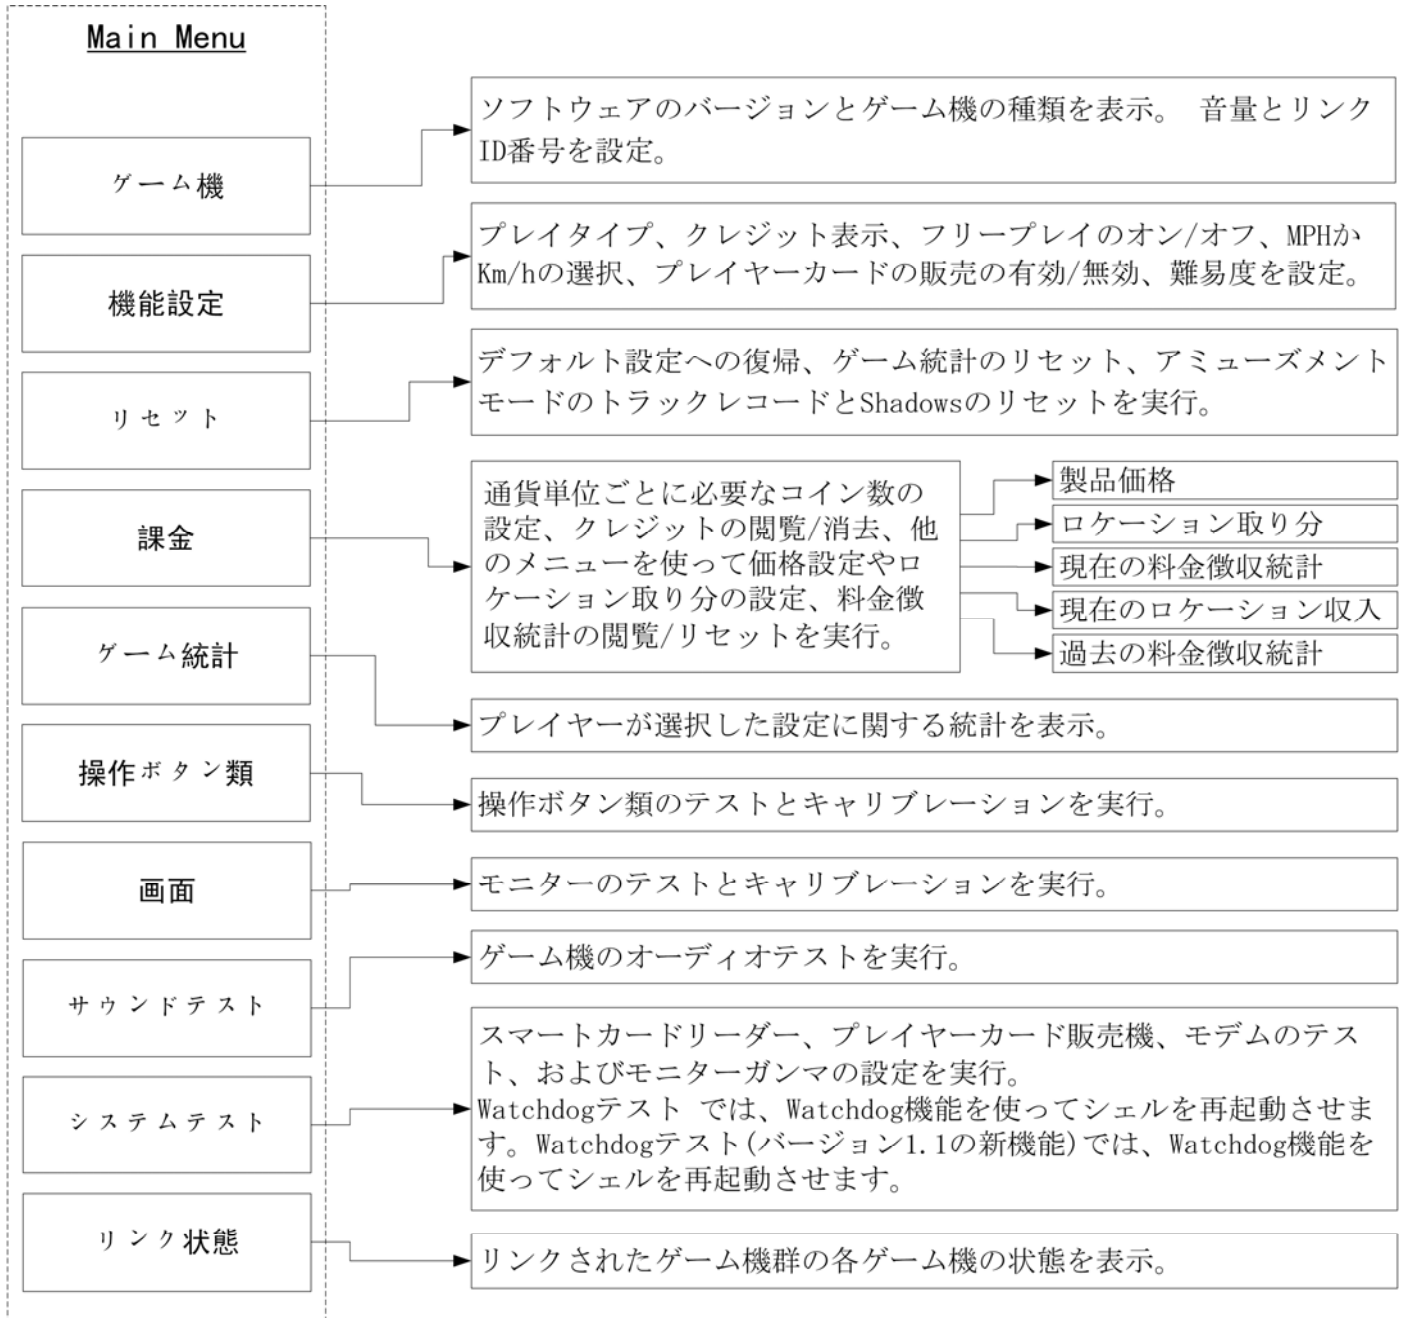 Main Menu
ゲーム機
ソフトウェアのバージョンとゲーム機の種類を表示。 音量とリンク
ID番号を設定。
機能設定
プレイタイプ、クレジット表示、フリープレイのオン/オフ、MPHか
Km/hの選択、プレイヤーカードの販売の有効/無効、難易度を設定。
リセット
デフォルト設定への復帰、ゲーム統計のリセット、アミューズメント
モードのトラックレコードとShadowsのリセットを実行。
課金
通貨単位ごとに必要なコイン数の
設定、クレジットの閲覧/消去、他
のメニューを使って価格設定やロ
ケーション取り分の設定、料金徴
収統計の閲覧/リセットを実行。
製品価格
ロケーション取り分
現在の料金徴収統計
現在のロケーション収入
過去の料金徴収統計
ゲーム統計
プレイヤーが選択した設定に関する統計を表示。
操作ボタン類
操作ボタン類のテストとキャリブレーションを実行。
画面
モニターのテストとキャリブレーションを実行。
サウンドテスト
ゲーム機のオーディオテストを実行。
システムテスト
スマートカードリーダー、プレイヤーカード販売機、モデムのテス
ト、およびモニターガンマの設定を実行。
Watchdogテスト では、Watchdog機能を使ってシェルを再起動させま
す。Watchdogテスト(バージョン1.1の新機能)では、Watchdog機能を
使ってシェルを再起動させます。
リンク状態
リンクされたゲーム機群の各ゲーム機の状態を表示。